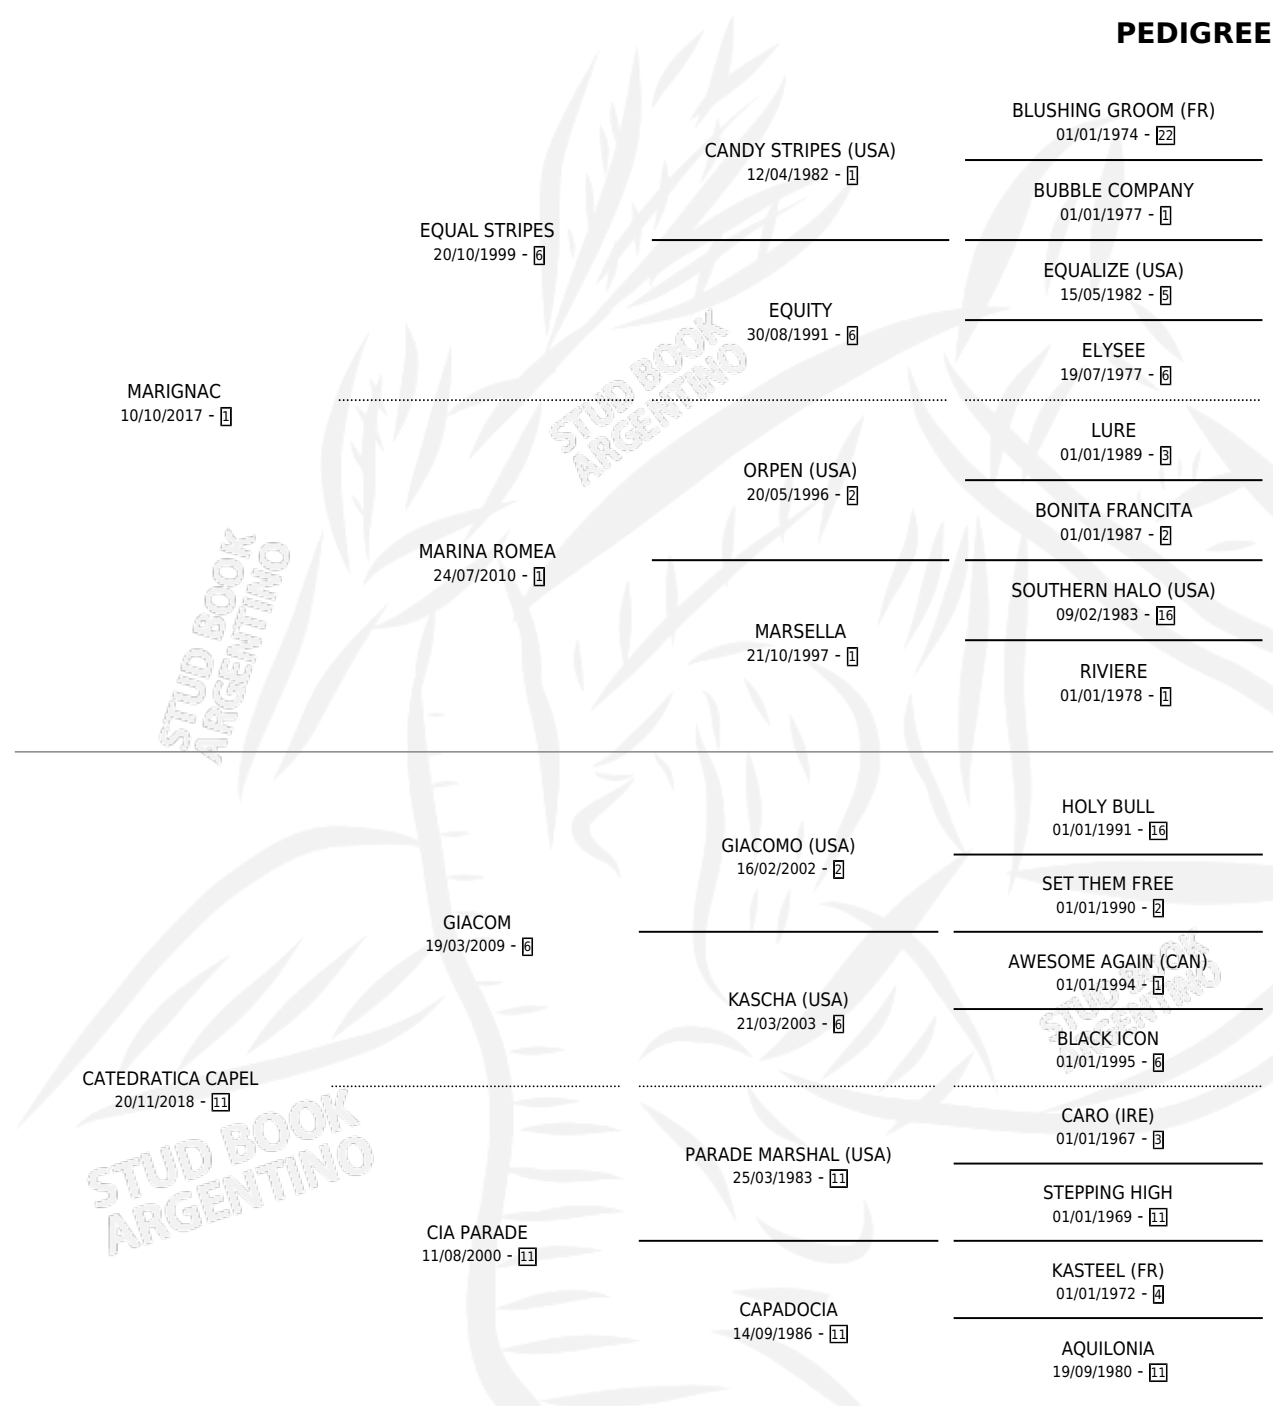 PEDIGREE
BLUSHING GROOM (FR)
01/01/1974 - 22
CANDY STRIPES (USA)
12/04/1982 - 1
BUBBLE COMPANY
01/01/1977 - 1
EQUAL STRIPES
20/10/1999 - 6
EQUALIZE (USA)
15/05/1982 - 5
EQUITY
30/08/1991 - 6
ELYSEE
19/07/1977 - 6
MARIGNAC
10/10/2017 - 1
STUD BOOK
ARGENTINO
LURE
01/01/1989 - 3
ORPEN (USA)
20/05/1996 - 2
BONITA FRANCITA
01/01/1987 - 2
MARINA ROMEA
24/07/2010 - 1
SOUTHERN HALO (USA)
09/02/1983 - 16
MARSELLA
21/10/1997 - 1
RIVIERE
01/01/1978 - 1
STUD BOOK
ARGENTINO
HOLY BULL
01/01/1991 - 16
GIACOMO (USA)
16/02/2002 - 2
SET THEM FREE
01/01/1990 - 2
GIACOM
19/03/2009 - 6
AWESOME AGAIN (CAN)
01/01/1994 - 1
KASCHA (USA)
21/03/2003 - 6
BLACK ICON
01/01/1995 - 6
STUD BOOK
ARGENTINO
CATEDRATICA CAPEL
20/11/2018 - 11
CARO (IRE)
01/01/1967 - 3
PARADE MARSHAL (USA)
25/03/1983 - 11
STEPPING HIGH
01/01/1969 - 11
STUD BOOK
ARGENTINO
CIA PARADE
11/08/2000 - 11
KASTEEL (FR)
01/01/1972 - 4
CAPADOCIA
14/09/1986 - 11
AQUILONIA
19/09/1980 - 11